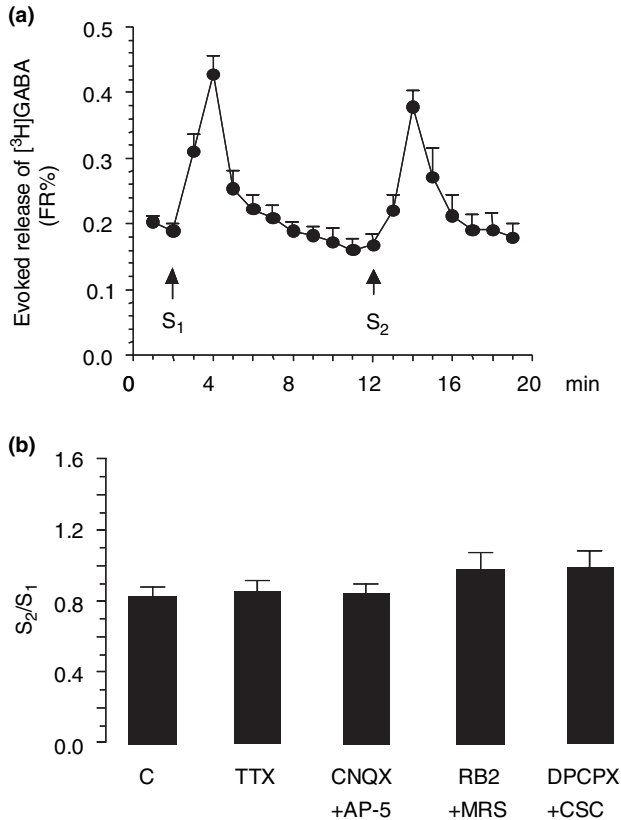 (a)
0.5
0.4
0.3
0.2
0.1
0.0
Evoked release of [³H]GABA
(FR%)
S₁
S₂
0 4 8 12 16 20 min
(b)
1.6
1.2
0.8
0.4
0.0
S₂/S₁
C TTX CNQX RB2 DPCPX
+AP-5 +MRS +CSC